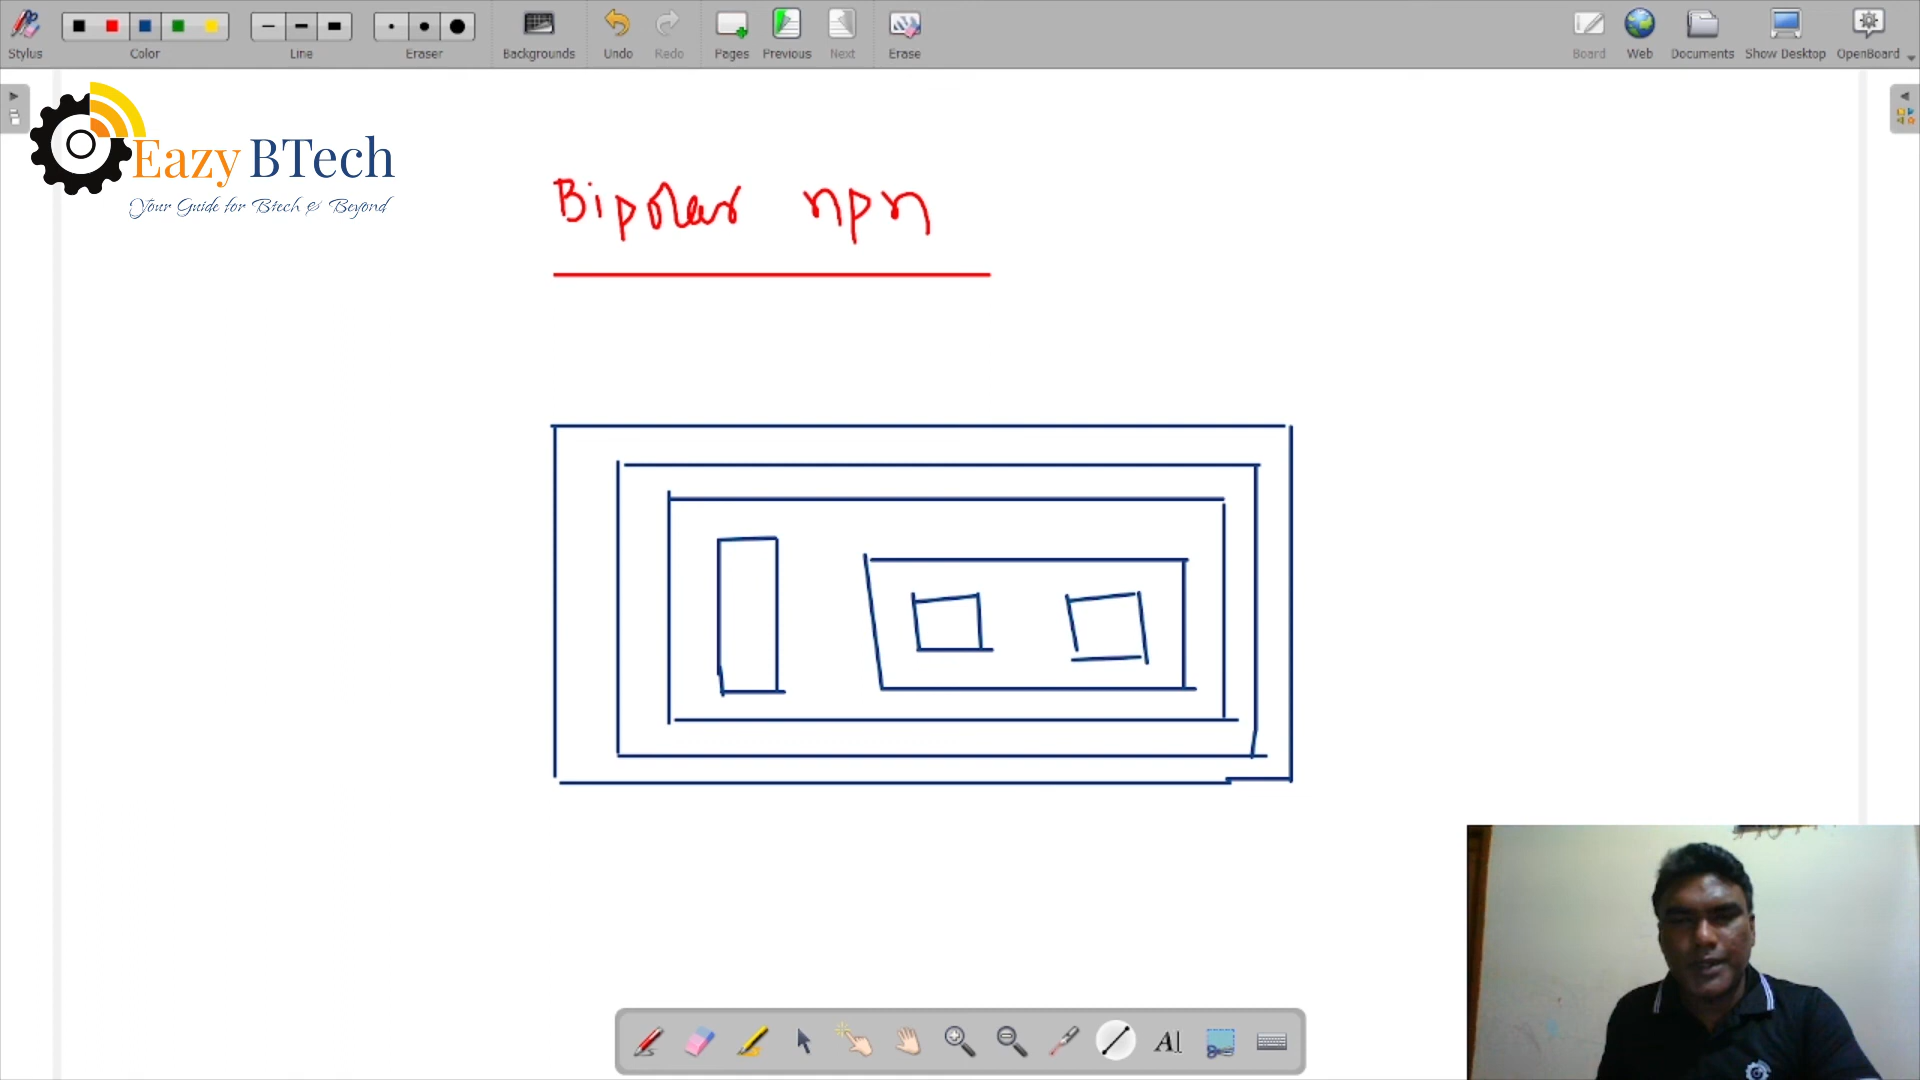 Stylus
Color
Line
Eraser
Backgrounds
Undo
Redo
Pages
Previous
Next
Erase
Board
Web
Documents
Show Desktop
OpenBoard
Eazy BTech
Your Guide for Btech & Beyond
Bipolar npn
AI